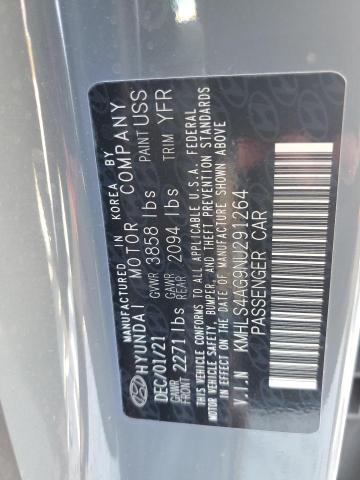 MANUFACTURED IN KOREA BY
HYUNDAI MOTOR COMPANY
DEC/01/21 GVWR 3858 lbs PAINT USS
GAWR FRONT 2271 lbs GAWR REAR 2094 lbs TRIM YFR
THIS VEHICLE CONFORMS TO ALL APPLICABLE U.S.A. FEDERAL
MOTOR VEHICLE SAFETY, BUMPER, AND THEFT PREVENTION STANDARDS
IN EFFECT ON THE DATE OF MANUFACTURE SHOWN ABOVE
V.I.N KMHLS4AG9NU291264
PASSENGER CAR